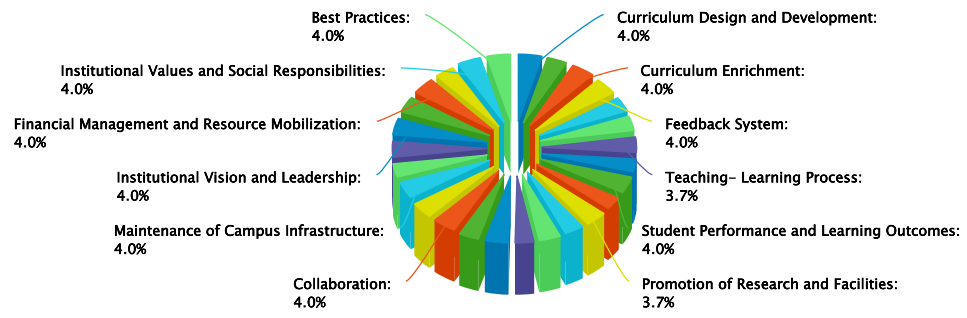 Best Practices:
4.0%
Curriculum Design and Development:
4.0%
Institutional Values and Social Responsibilities:
4.0%
Curriculum Enrichment:
4.0%
Financial Management and Resource Mobilization:
4.0%
Feedback System:
4.0%
Institutional Vision and Leadership:
4.0%
Teaching- Learning Process:
3.7%
Maintenance of Campus Infrastructure:
4.0%
Student Performance and Learning Outcomes:
4.0%
Collaboration:
4.0%
Promotion of Research and Facilities:
3.7%